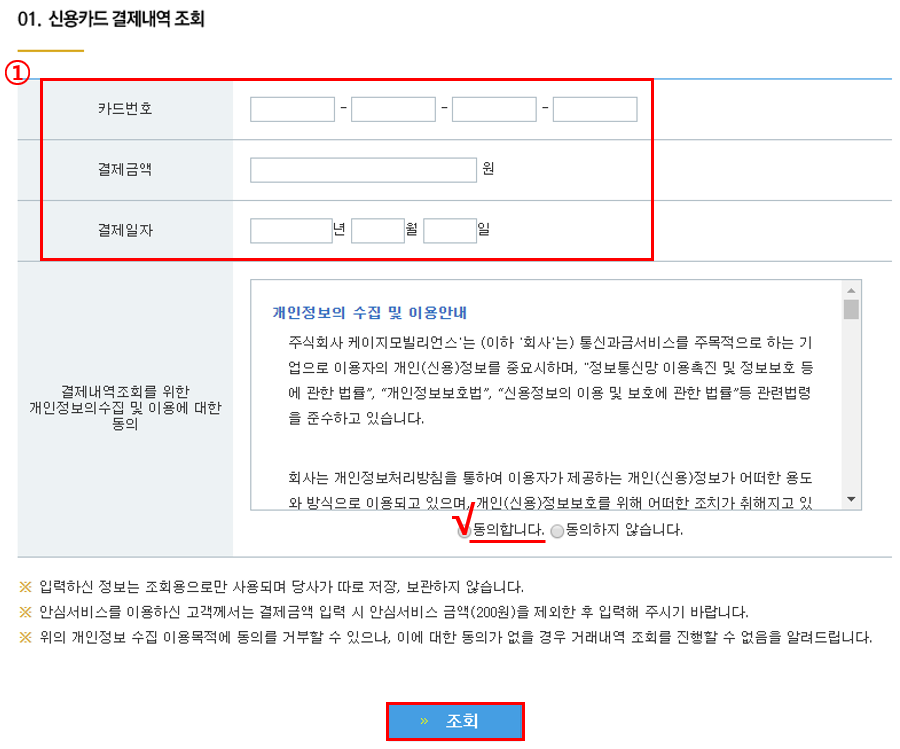 01. 신용카드 결제내역 조회
①
카드번호 - - -
결제금액 원
결제일자 년 월 일
결제내역조회를 위한
개인정보의수집 및 이용에 대한
동의
개인정보의 수집 및 이용안내
주식회사 케이지모빌리언스'는 (이하 '회사'는) 통신과금서비스를 주목적으로 하는 기
업으로 이용자의 개인(신용)정보를 중요시하며, "정보통신망 이용촉진 및 정보보호 등
에 관한 법률", "개인정보보호법", "신용정보의 이용 및 보호에 관한 법률"등 관련법령
을 준수하고 있습니다.
회사는 개인정보처리방침을 통하여 이용자가 제공하는 개인(신용)정보가 어떠한 용도
와 방식으로 이용되고 있으며, 개인(신용)정보보호를 위해 어떠한 조치가 취해지고 있
√ 동의합니다. 동의하지 않습니다.
※ 입력하신 정보는 조회용으로만 사용되며 당사가 따로 저장, 보관하지 않습니다.
※ 안심서비스를 이용하신 고객께서는 결제금액 입력 시 안심서비스 금액(200원)을 제외한 후 입력해 주시기 바랍니다.
※ 위의 개인정보 수집 이용목적에 동의를 거부할 수 있으나, 이에 대한 동의가 없을 경우 거래내역 조회를 진행할 수 없음을 알려드립니다.
» 조회